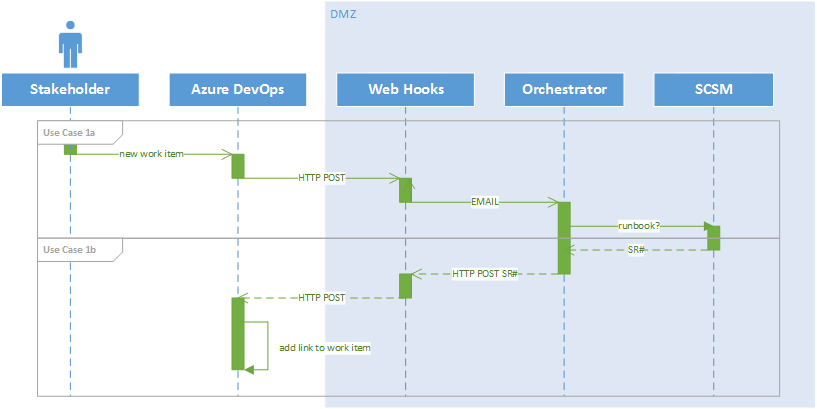 DMZ
Stakeholder
Azure DevOps
Web Hooks
Orchestrator
SCSM
Use Case 1a
new work item
HTTP POST
EMAIL
runbook?
Use Case 1b
SR#
HTTP POST SR#
HTTP POST
add link to work item